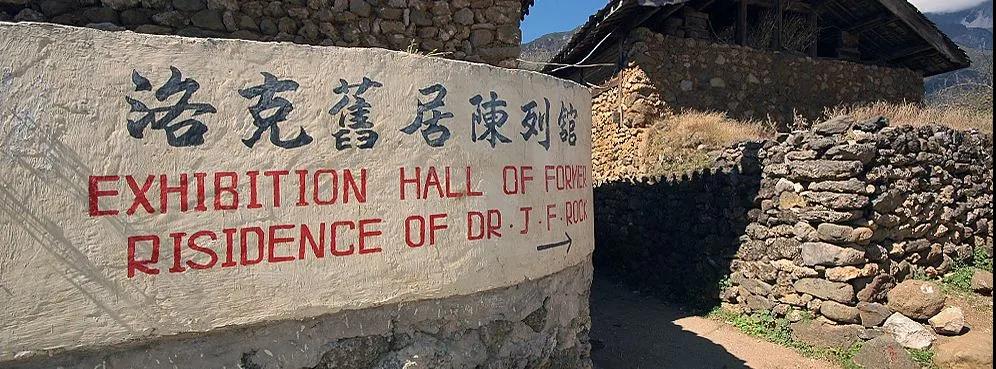 洛克舊居陳列館
EXHIBITION HALL OF FORMER
RISIDENCE OF DR.J.F.ROCK